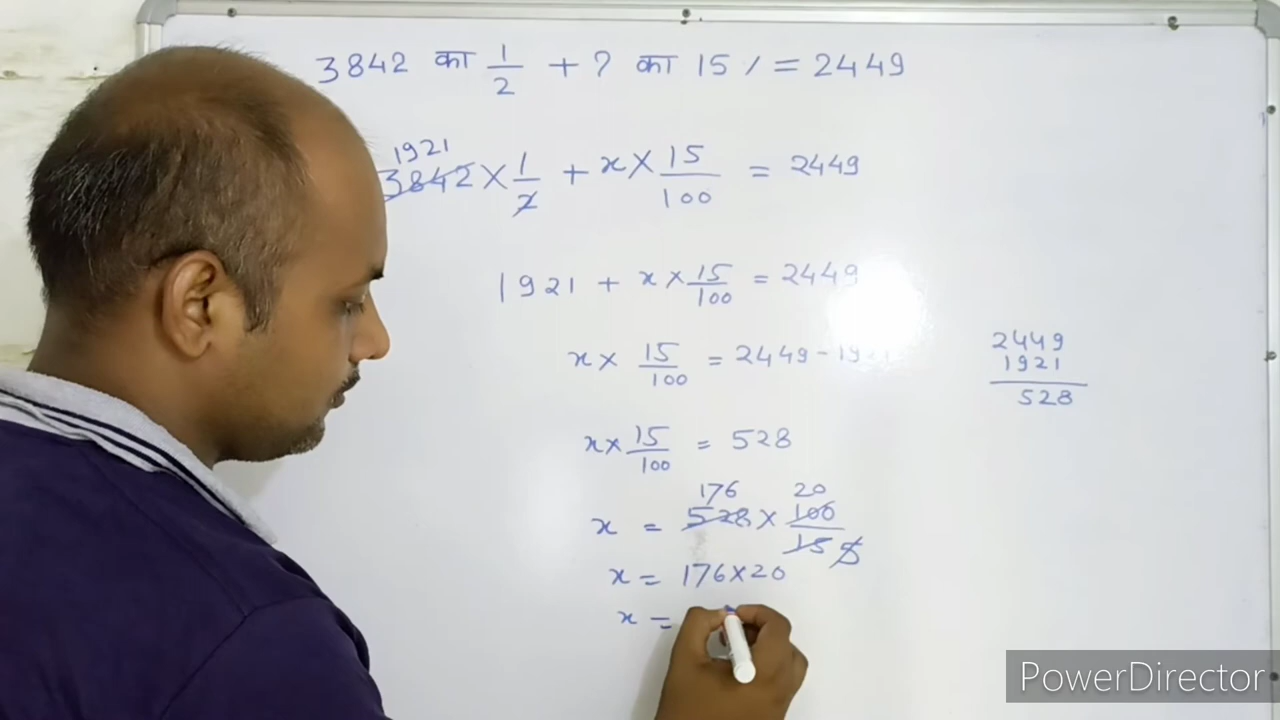 3842 का 1/2 + ? का 15 / = 2449
1921
3842 × 1/2 + x × 15/100 = 2449
1921 + x × 15/100 = 2449
x × 15/100 = 2449 - 1921
2449
1921
528
x × 15/100 = 528
176 20
x = 528 × 100/15 5
x = 176 × 20
x =
PowerDirector